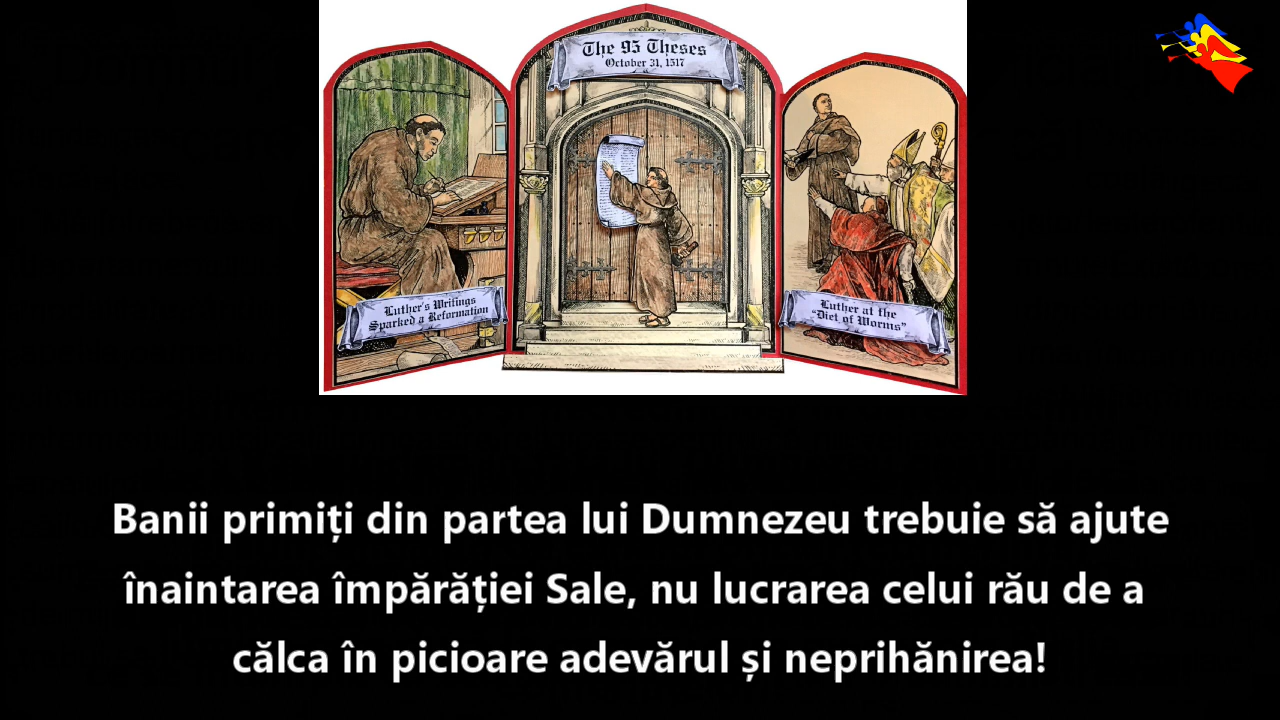 The 95 Theses
October 31, 1517
Luther's Writings
Sparked a Reformation
Luther at the
"Diet of Worms"
Banii primiți din partea lui Dumnezeu trebuie să ajute
înaintarea împărăției Sale, nu lucrarea celui rău de a
călca în picioare adevărul și neprihănirea!